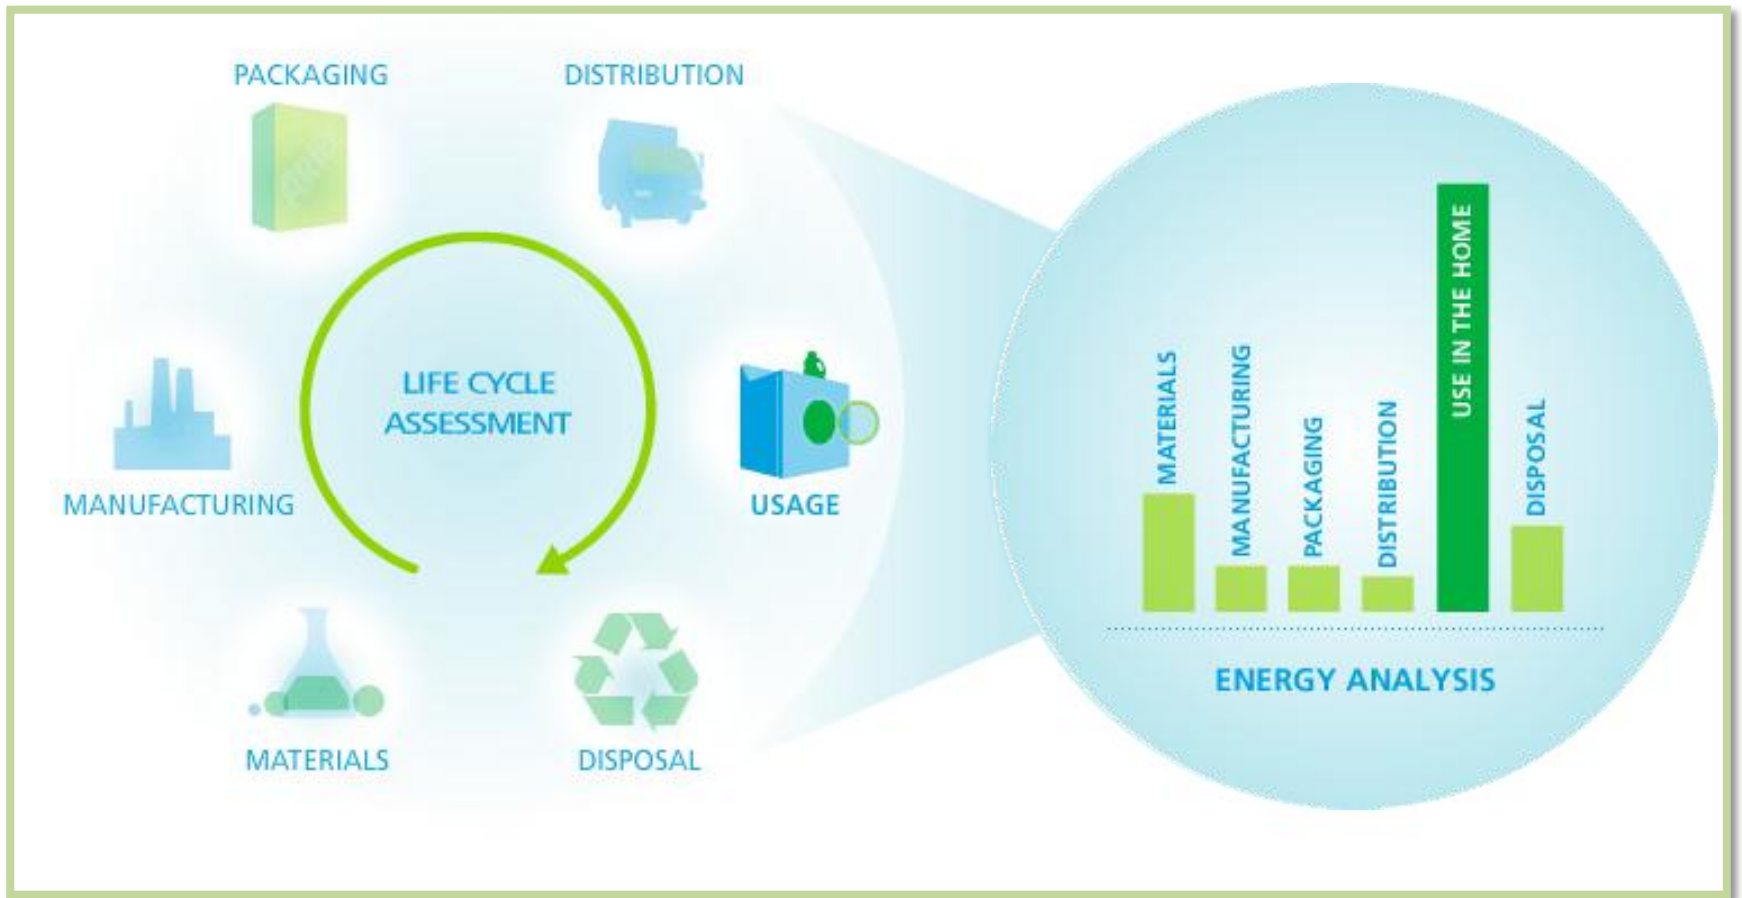 PACKAGING
DISTRIBUTION
LIFE CYCLE
ASSESSMENT
MANUFACTURING
USAGE
MATERIALS
DISPOSAL
MATERIALS
MANUFACTURING
PACKAGING
DISTRIBUTION
USE IN THE HOME
DISPOSAL
ENERGY ANALYSIS